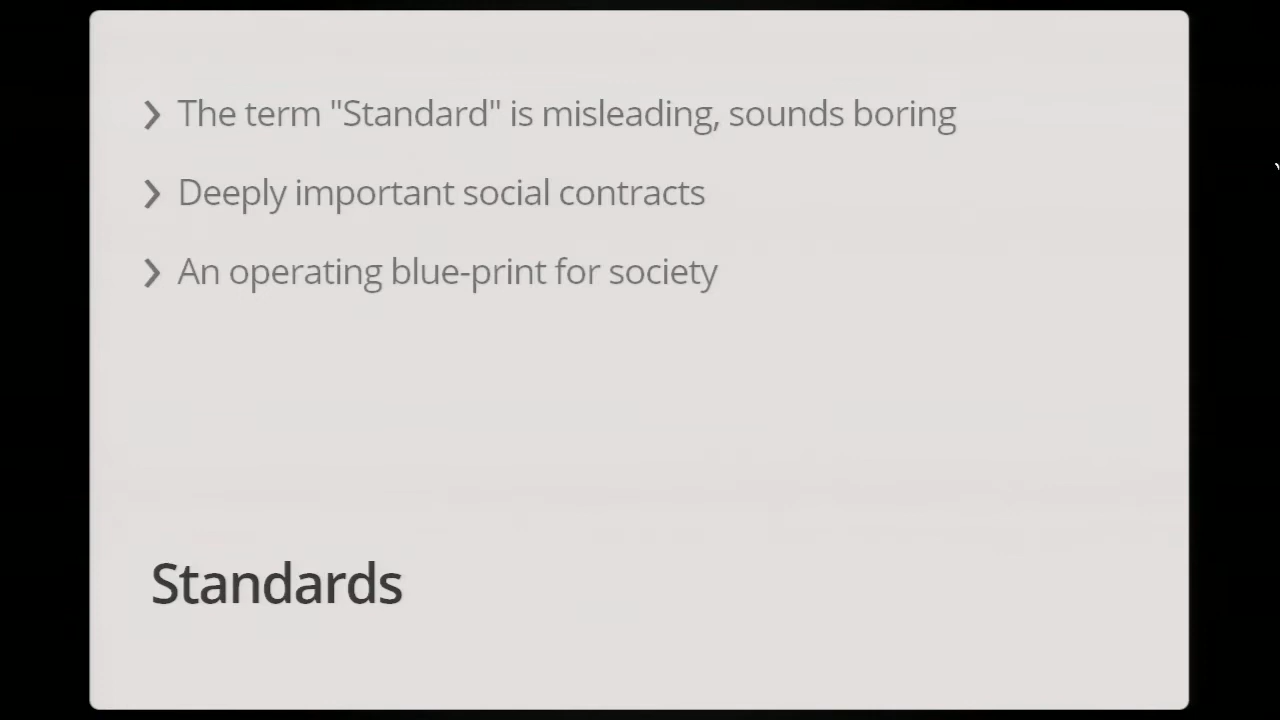 The term "Standard" is misleading, sounds boring
Deeply important social contracts
An operating blue-print for society
Standards